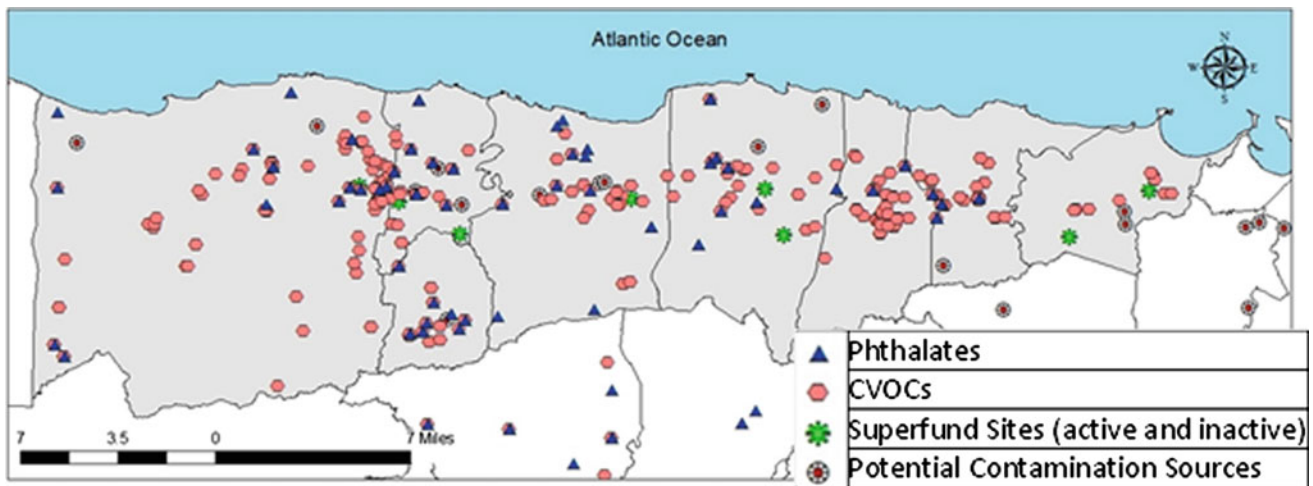 Atlantic Ocean
N
W E
S
Phthalates
CVOCs
Superfund Sites (active and inactive)
Potential Contamination Sources
7 3.5 0 7 Miles